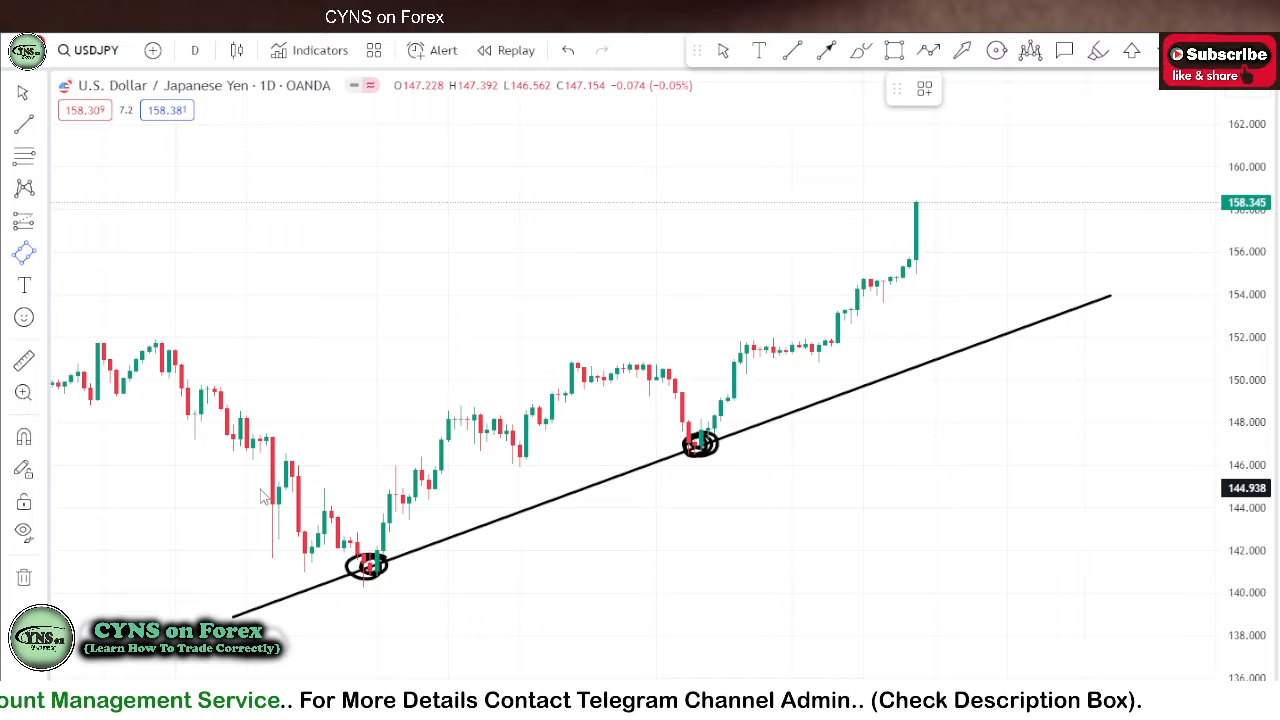 CYNS on Forex
USDJPY
D
Indicators
Alert
Replay
Subscribe
like & share
U.S. Dollar / Japanese Yen · 1D · OANDA
O147.228 H147.392 L146.562 C147.154 -0.074 (-0.05%)
158.309
7.2
158.381
162.000
160.000
158.345
158.000
156.000
154.000
152.000
150.000
148.000
146.000
144.938
144.000
142.000
140.000
138.000
136.000
CYNS on Forex
{Learn How To Trade Correctly}
ount Management Service.. For More Details Contact Telegram Channel Admin.. (Check Description Box).